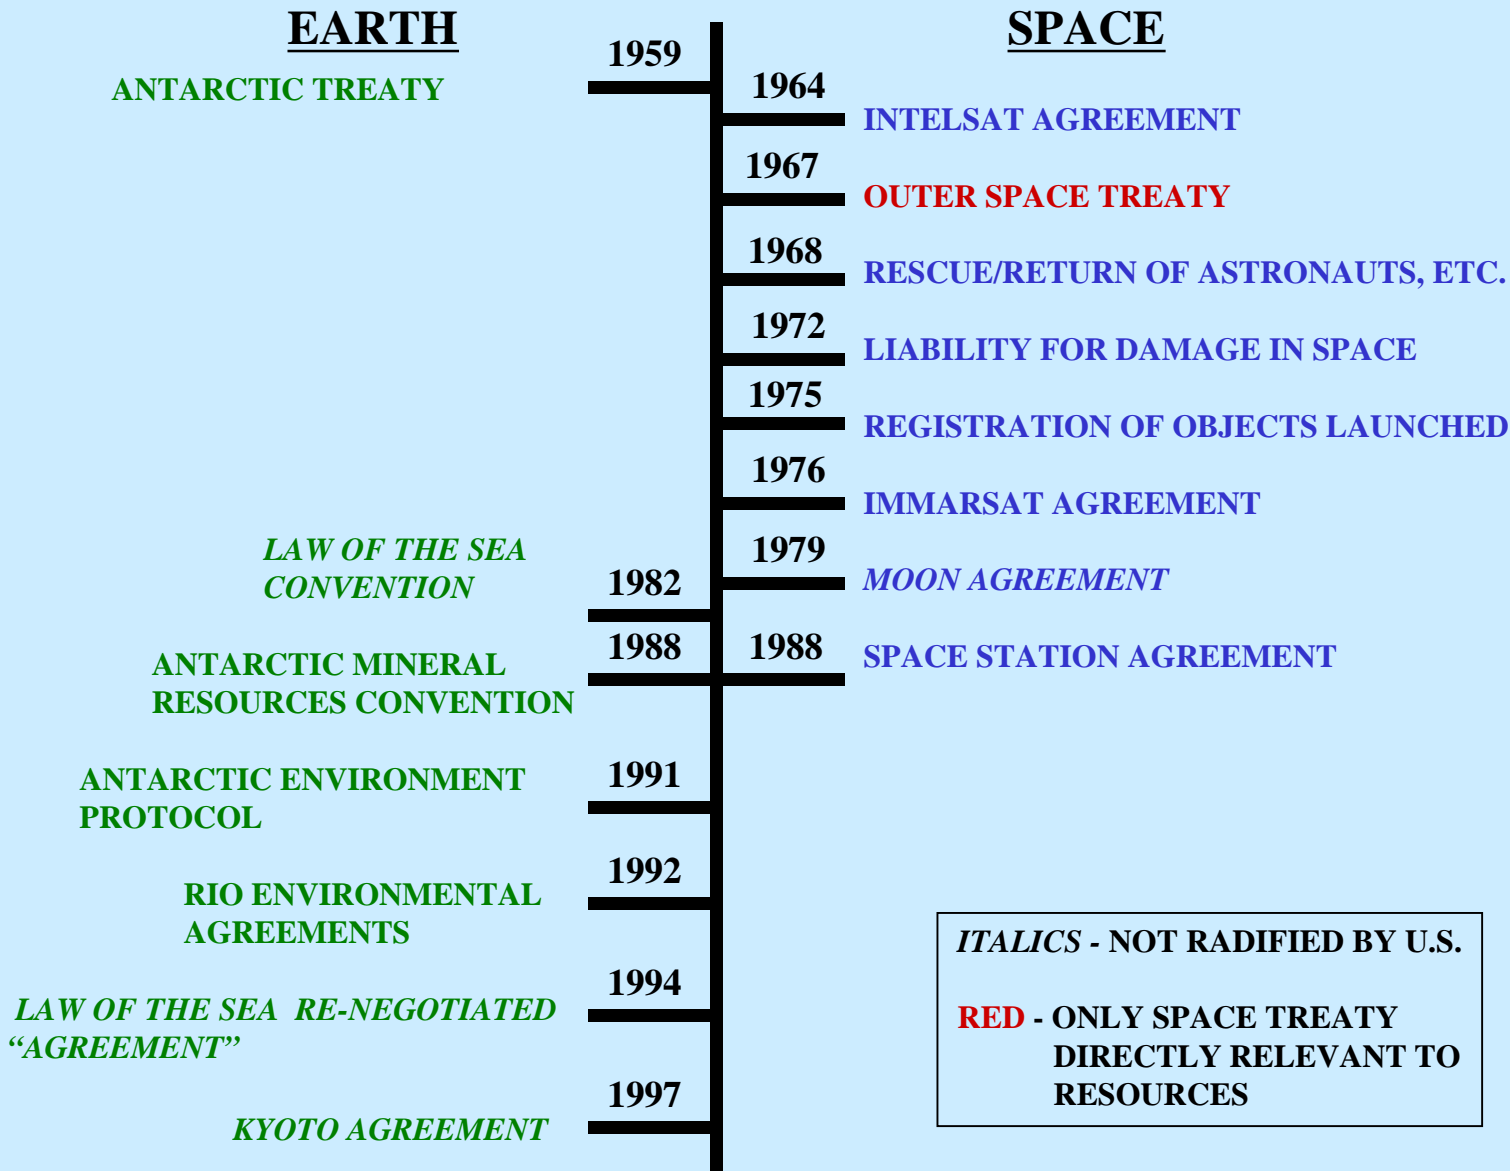 EARTH
SPACE
1959
ANTARCTIC TREATY
1964
INTELSAT AGREEMENT
1967
OUTER SPACE TREATY
1968
RESCUE/RETURN OF ASTRONAUTS, ETC.
1972
LIABILITY FOR DAMAGE IN SPACE
1975
REGISTRATION OF OBJECTS LAUNCHED
1976
IMMARSAT AGREEMENT
1979
MOON AGREEMENT
LAW OF THE SEA
CONVENTION
1982
1988
ANTARCTIC MINERAL
RESOURCES CONVENTION
1988
SPACE STATION AGREEMENT
1991
ANTARCTIC ENVIRONMENT
PROTOCOL
1992
RIO ENVIRONMENTAL
AGREEMENTS
1994
LAW OF THE SEA RE-NEGOTIATED
“AGREEMENT”
1997
KYOTO AGREEMENT
ITALICS - NOT RADIFIED BY U.S.
RED - ONLY SPACE TREATY
DIRECTLY RELEVANT TO
RESOURCES